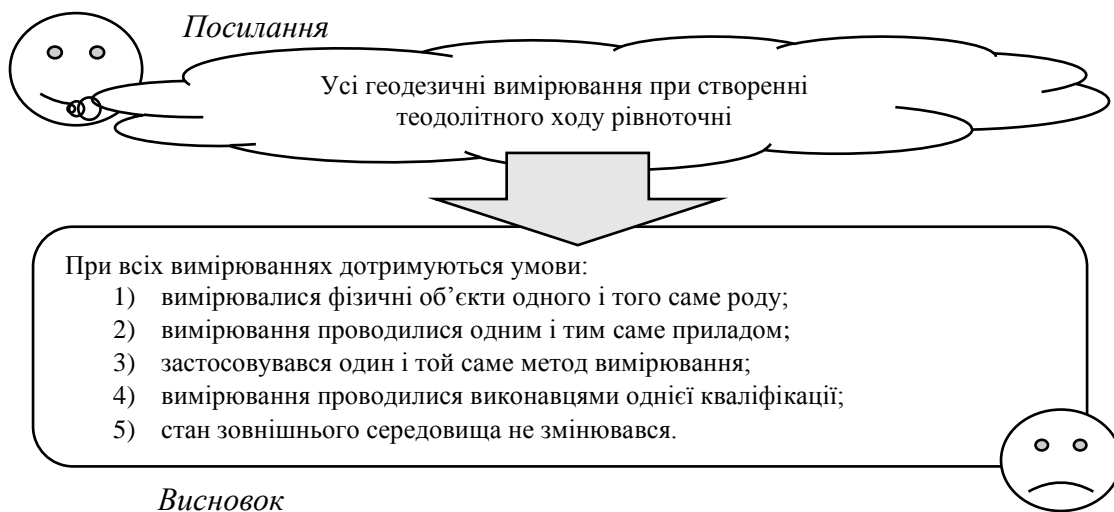 Посилання
Усі геодезичні вимірювання при створенні
теодолітного ходу рівноточні
При всіх вимірюваннях дотримуються умови:
1) вимірювалися фізичні об’єкти одного і того саме роду;
2) вимірювання проводилися одним і тим саме приладом;
3) застосовувався один і той саме метод вимірювання;
4) вимірювання проводилися виконавцями однієї кваліфікації;
5) стан зовнішнього середовища не змінювався.
Висновок